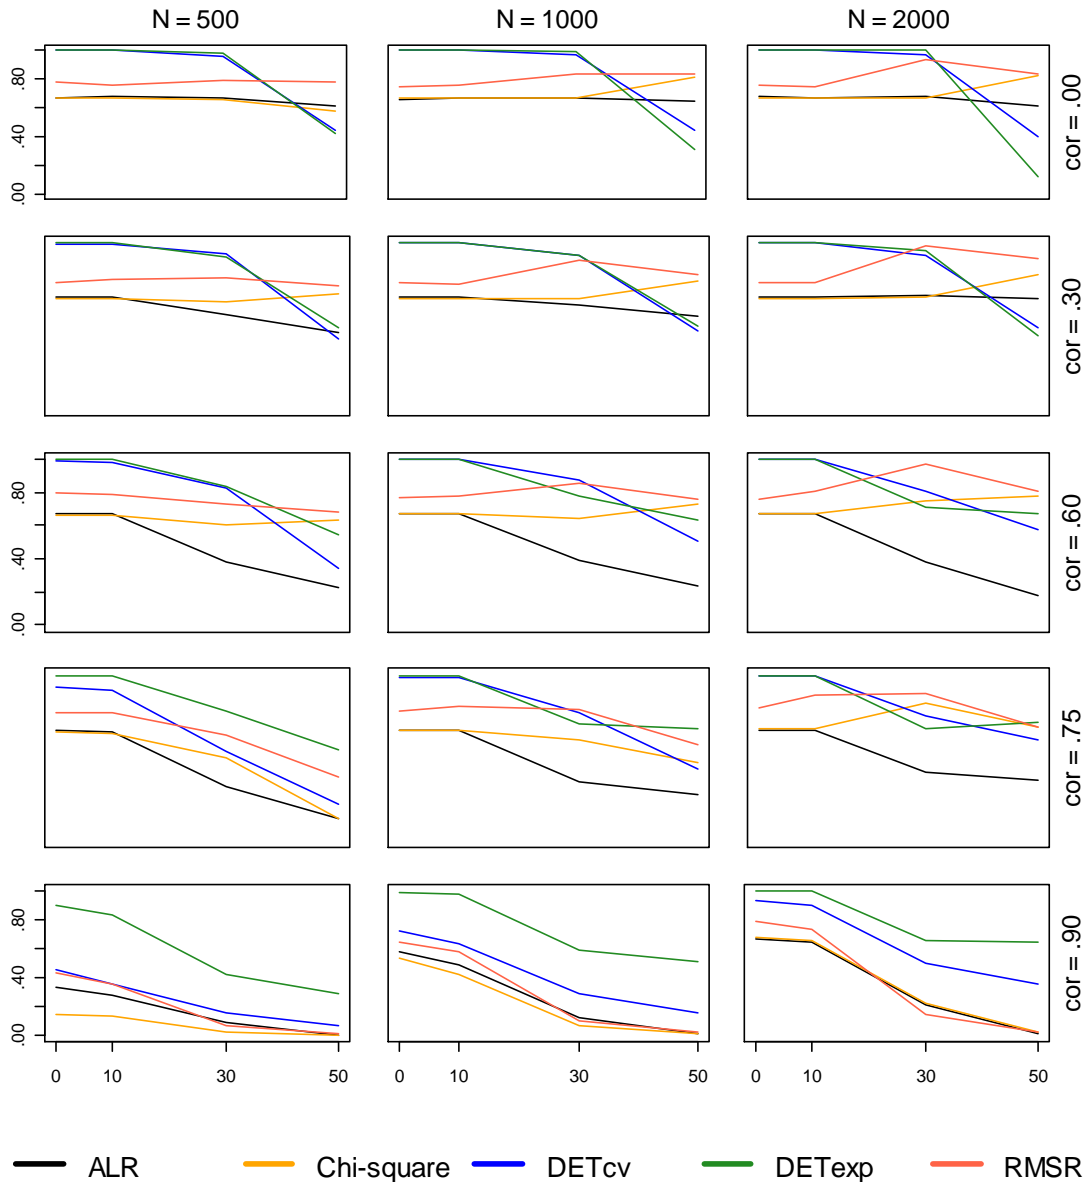 N = 500 N = 1000 N = 2000
.80
.40
.00
cor = .00
cor = .30
.80
.40
.00
cor = .60
cor = .75
.80
.40
.00
cor = .90
0 10 30 50 0 10 30 50 0 10 30 50
ALR Chi-square DETcv DETexp RMSR